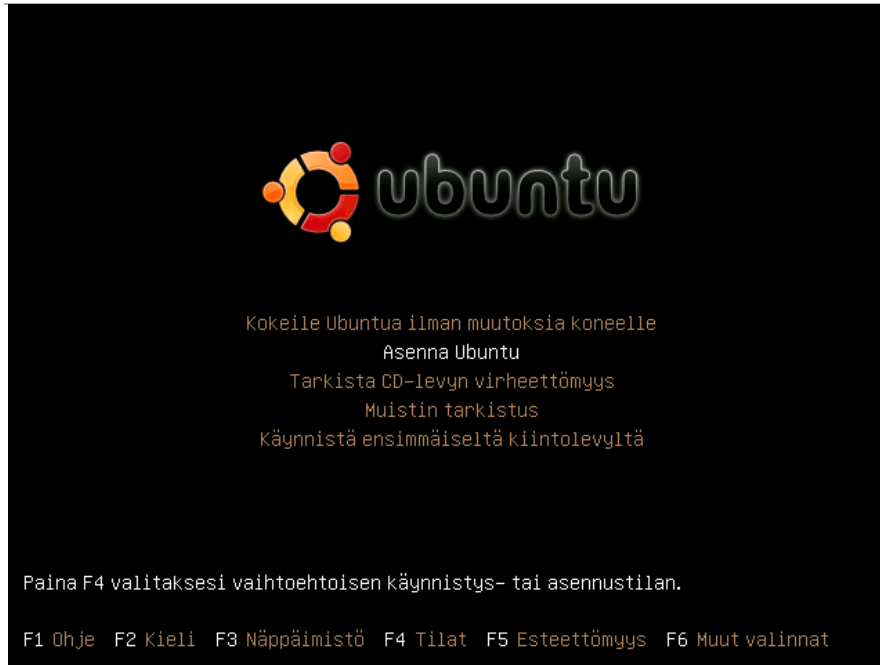 ubuntu
Kokeile Ubuntua ilman muutoksia koneelle
Asenna Ubuntu
Tarkista CD-levyn virheettömyys
Muistin tarkistus
Käynnistä ensimmäiseltä kiintolevyltä
Paina F4 valitaksesi vaihtoehtoisen käynnistys- tai asennustilan.
F1 Ohje F2 Kieli F3 Näppäimistö F4 Tilat F5 Esteettömyys F6 Muut valinnat